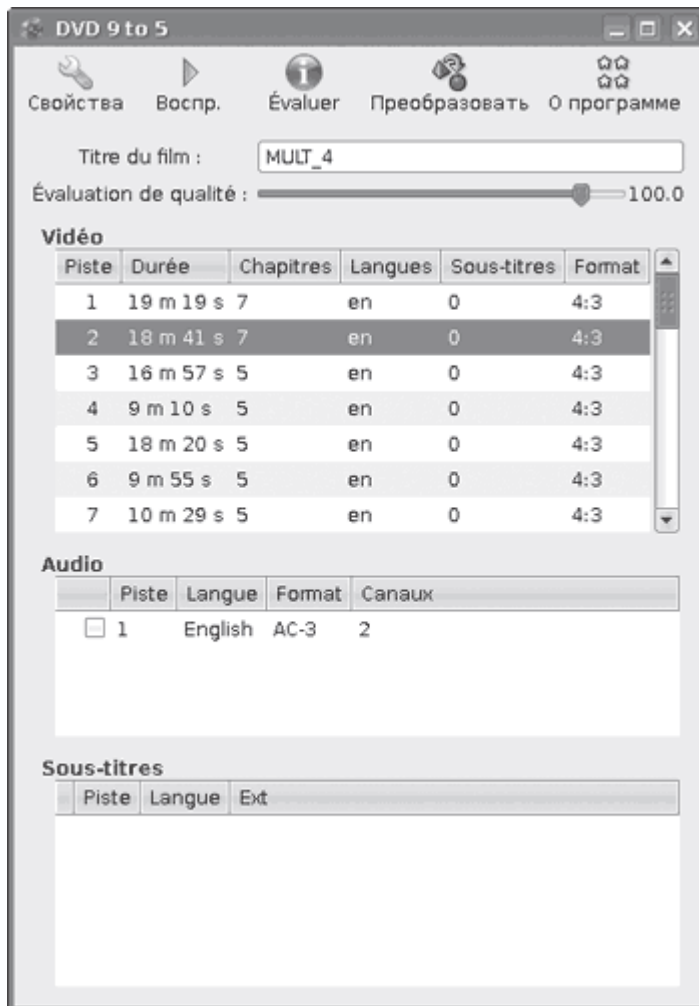 DVD 9 to 5
Свойства Воспр. Évaluer Преобразовать О программе
Titre du film : MULT_4
Évaluation de qualité : 100.0
Vidéo
Piste Durée Chapitres Langues Sous-titres Format
1 19 m 19 s 7 en 0 4:3
2 18 m 41 s 7 en 0 4:3
3 16 m 57 s 5 en 0 4:3
4 9 m 10 s 5 en 0 4:3
5 18 m 20 s 5 en 0 4:3
6 9 m 55 s 5 en 0 4:3
7 10 m 29 s 5 en 0 4:3
Audio
Piste Langue Format Canaux
1 English AC-3 2
Sous-titres
Piste Langue Ext